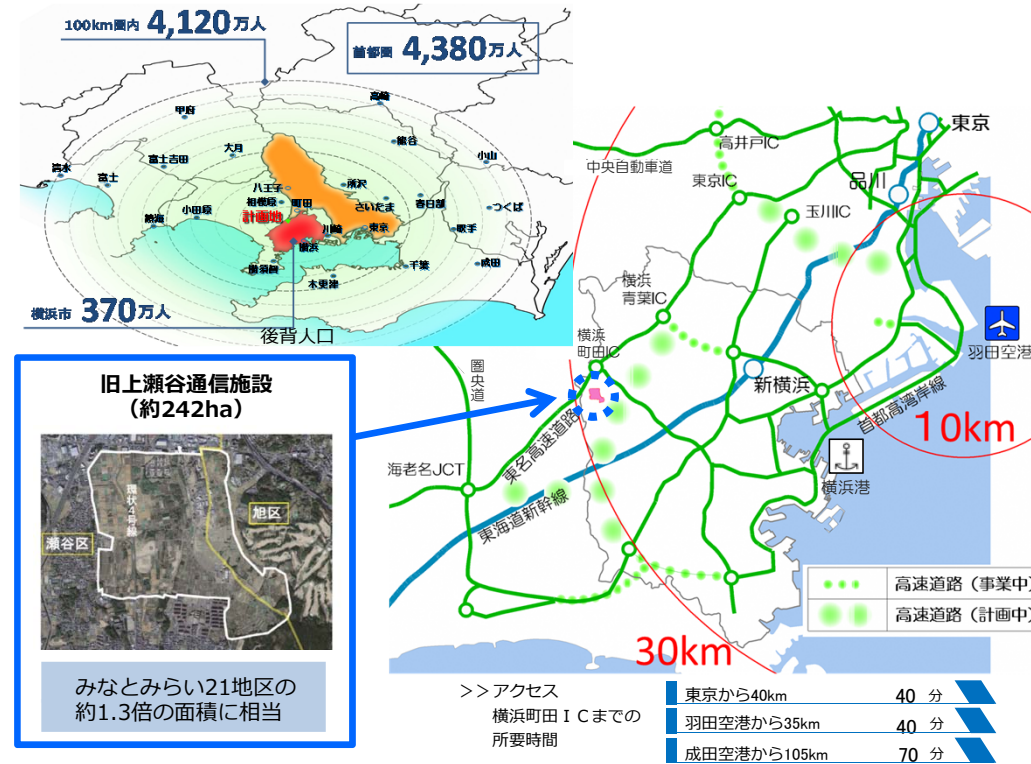 100km圏内 4,120万人
首都圏 4,380万人
高崎
甲府
熊谷
小山
大月
清水
富士吉田
富士
八王子
所沢
相模原
町田
さいたま
春日部
つくば
計画地
熱海
小田原
川崎
東京
取手
横浜
横須賀
千葉
成田
木更津
横浜市 370万人
後背人口
旧上瀬谷通信施設
（約242ha）
環状4号線
旭区
瀬谷区
みなとみらい21地区の
約1.3倍の面積に相当
東京
高井戸IC
中央自動車道
東京IC
品川
玉川IC
横浜
青葉IC
羽田空港
横浜
町田IC
圏央道
新横浜
首都高湾岸線
10km
東名高速道路
海老名JCT
横浜港
東海道新幹線
高速道路（事業中）
高速道路（計画中）
30km
>>アクセス
横浜町田ＩＣまでの
所要時間
東京から40km 40 分
羽田空港から35km 40 分
成田空港から105km 70 分